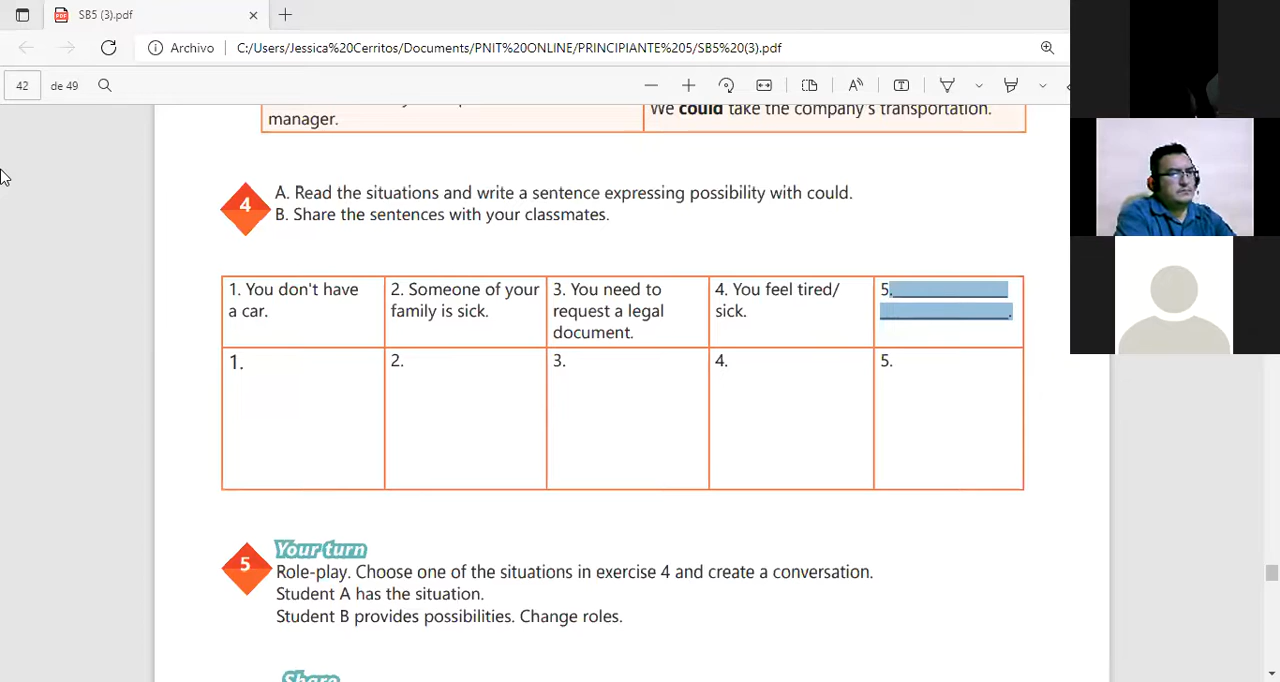 SB5 (3).pdf
Archivo
C:/Users/Jessica%20Cerritos/Documents/PNIT%20ONLINE/PRINCIPIANTE%205/SB5%20(3).pdf
42
de 49
manager.
We could take the company's transportation.
4
A. Read the situations and write a sentence expressing possibility with could.
B. Share the sentences with your classmates.
1. You don't have
a car.
2. Someone of your
family is sick.
3. You need to
request a legal
document.
4. You feel tired/
sick.
5.______________
________________.
1.
2.
3.
4.
5.
5
Your turn
Role-play. Choose one of the situations in exercise 4 and create a conversation.
Student A has the situation.
Student B provides possibilities. Change roles.
Share